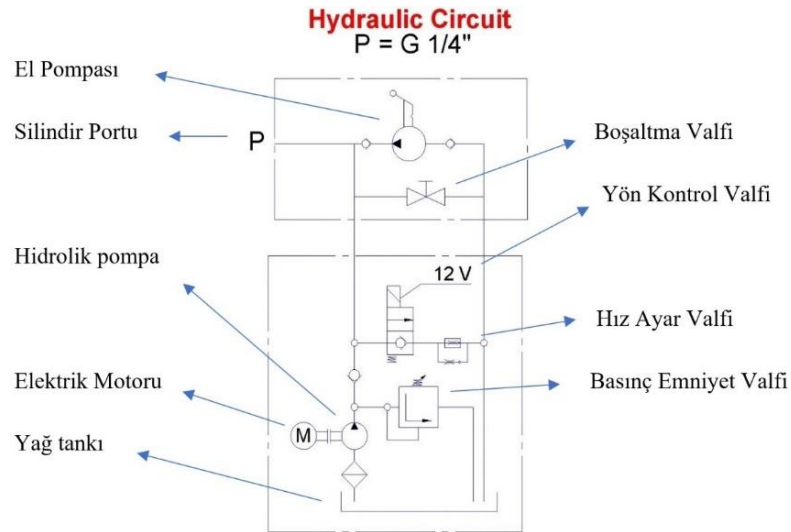 Hydraulic Circuit
P = G 1/4"
El Pompası
Silindir Portu
P
Boşaltma Valfi
Yön Kontrol Valfi
Hidrolik pompa
12 V
Hız Ayar Valfi
Elektrik Motoru
Basınç Emniyet Valfi
M
Yağ tankı